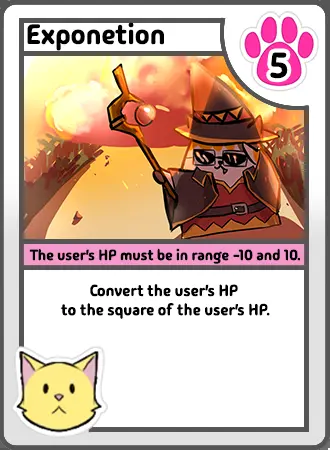 Exponetion
5
The user's HP must be in range -10 and 10.
Convert the user's HP
to the square of the user's HP.